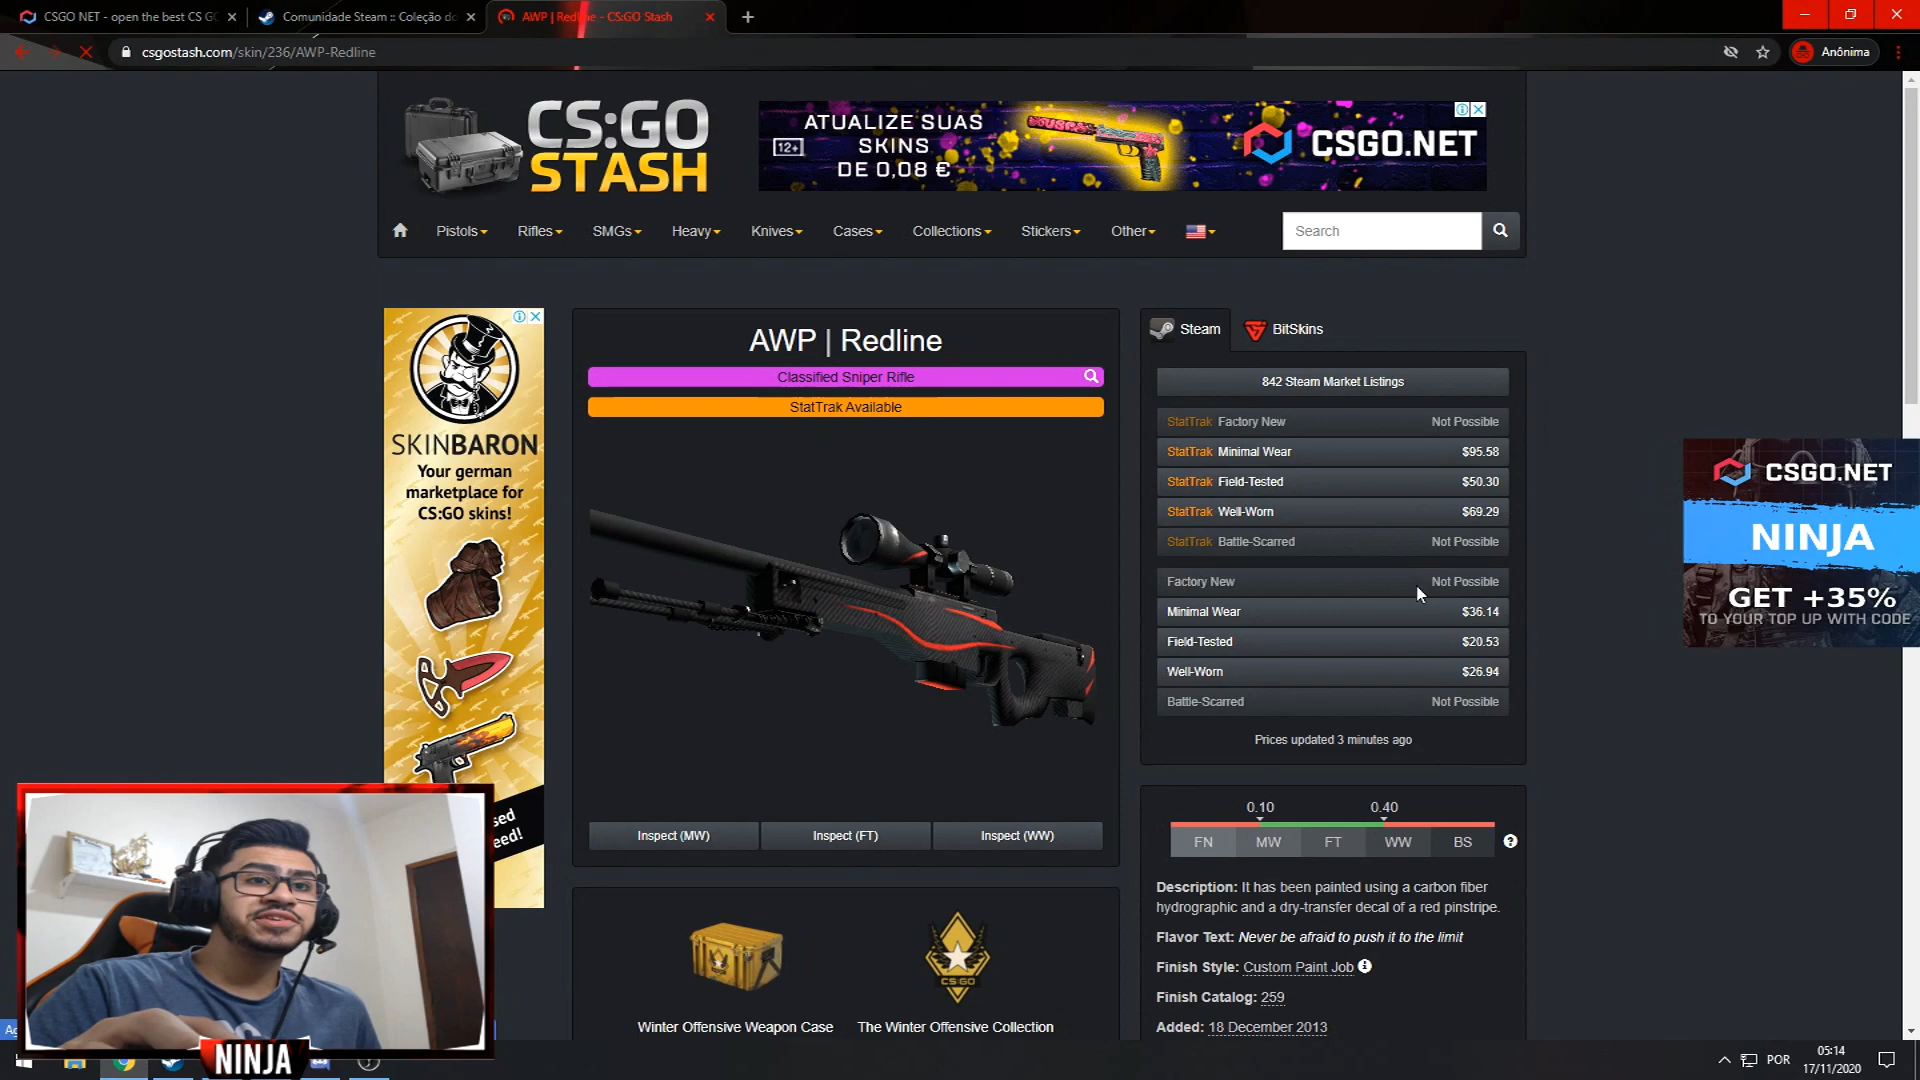 CSGO NET - open the best CS GO
Comunidade Steam :: Coleção do
AWP | Redline - CS:GO Stash
csgostash.com/skin/236/AWP-Redline
Anônima
CS:GO
STASH
ATUALIZE SUAS
SKINS
DE 0,08 €
12+
CSGO.NET
Pistols
Rifles
SMGs
Heavy
Knives
Cases
Collections
Stickers
Other
Search
SKINBARON
Your german
marketplace for
CS:GO skins!
AWP | Redline
Classified Sniper Rifle
StatTrak Available
Inspect (MW)
Inspect (FT)
Inspect (WW)
Winter Offensive Weapon Case
CS:GO
The Winter Offensive Collection
Steam
BitSkins
842 Steam Market Listings
StatTrak Factory New Not Possible
StatTrak Minimal Wear $95.58
StatTrak Field-Tested $50.30
StatTrak Well-Worn $69.29
StatTrak Battle-Scarred Not Possible
Factory New Not Possible
Minimal Wear $36.14
Field-Tested $20.53
Well-Worn $26.94
Battle-Scarred Not Possible
Prices updated 3 minutes ago
0.10 0.40
FN MW FT WW BS
Description: It has been painted using a carbon fiber
hydrographic and a dry-transfer decal of a red pinstripe.
Flavor Text: Never be afraid to push it to the limit
Finish Style: Custom Paint Job
Finish Catalog: 259
Added: 18 December 2013
CSGO.NET
NINJA
GET +35%
TO YOUR TOP UP WITH CODE
NINJA
POR
05:14
17/11/2020